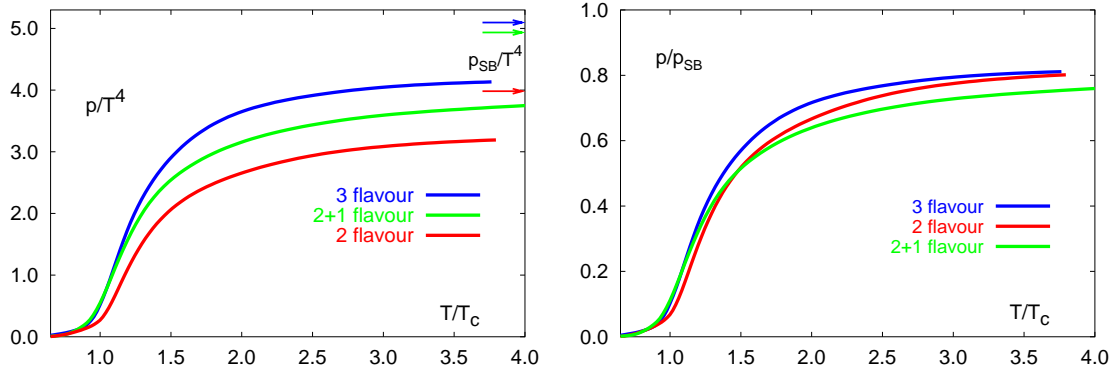 5.0
4.0
3.0
2.0
1.0
0.0
p/T⁴
p_SB/T⁴
3 flavour
2+1 flavour
2 flavour
T/T_c
1.0 1.5 2.0 2.5 3.0 3.5 4.0
1.0
0.8
0.6
0.4
0.2
0.0
p/p_SB
3 flavour
2 flavour
2+1 flavour
T/T_c
1.0 1.5 2.0 2.5 3.0 3.5 4.0